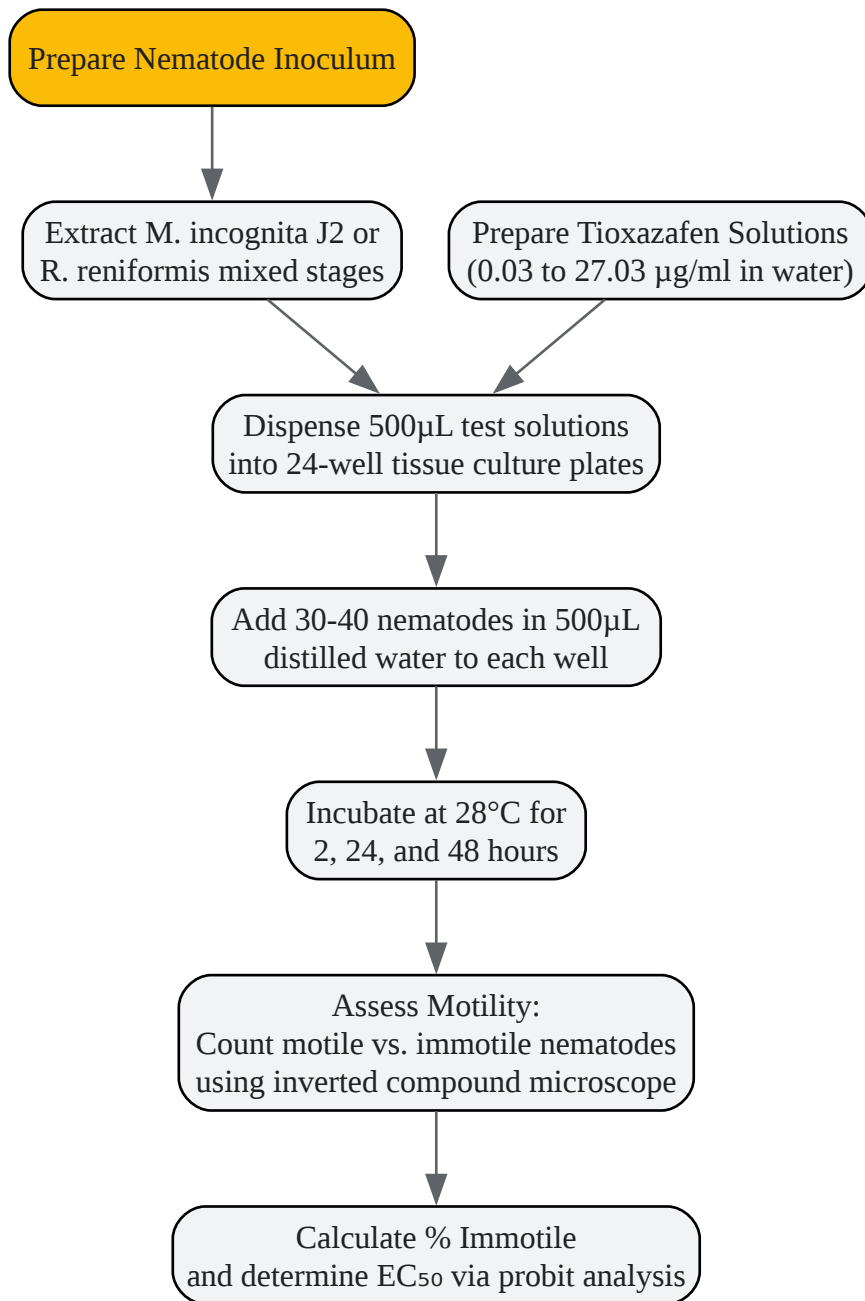 Prepare Nematode Inoculum
Extract M. incognita J2 or
R. reniformis mixed stages
Prepare Tioxazafen Solutions
(0.03 to 27.03 µg/ml in water)
Dispense 500µL test solutions
into 24-well tissue culture plates
Add 30-40 nematodes in 500µL
distilled water to each well
Incubate at 28°C for
2, 24, and 48 hours
Assess Motility:
Count motile vs. immotile nematodes
using inverted compound microscope
Calculate % Immotile
and determine EC₅₀ via probit analysis